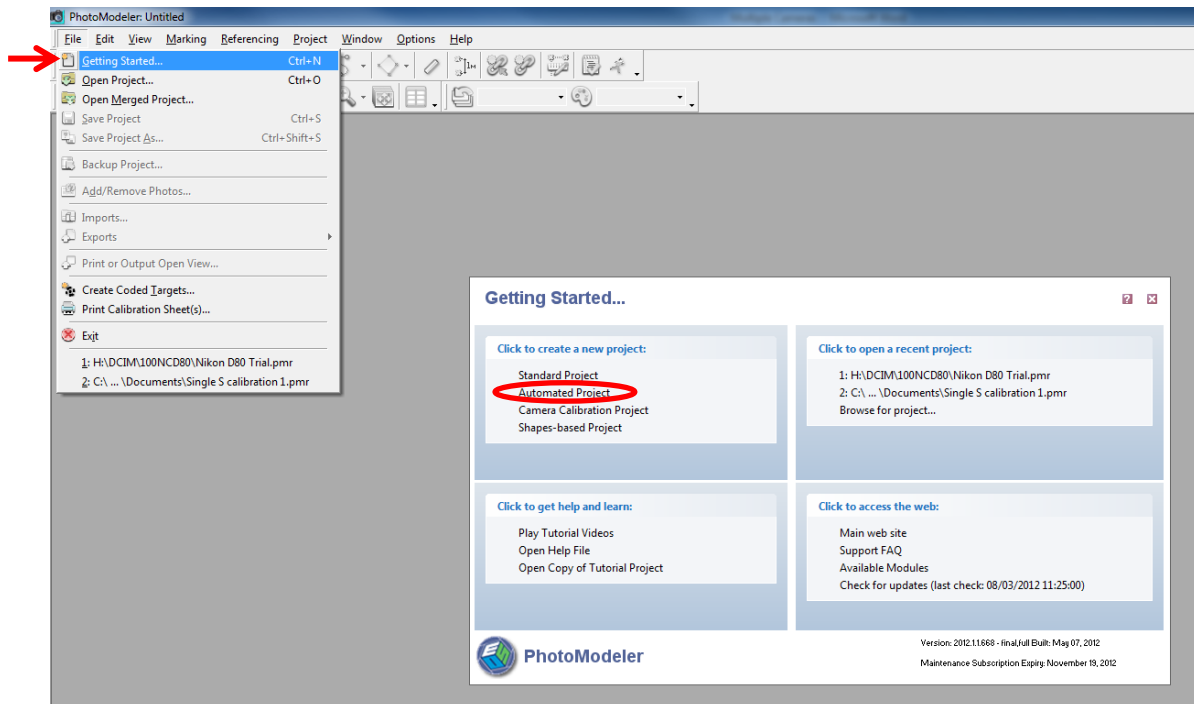 PhotoModeler: Untitled
File Edit View Marking Referencing Project Window Options Help
Getting Started... Ctrl+N
Open Project... Ctrl+O
Open Merged Project...
Save Project Ctrl+S
Save Project As... Ctrl+Shift+S
Backup Project...
Add/Remove Photos...
Imports...
Exports
Print or Output Open View...
Create Coded Targets...
Print Calibration Sheet(s)...
Exit
1: H:\DCIM\100NCD80\Nikon D80 Trial.pmr
2: C:\ ... \Documents\Single S calibration 1.pmr
Getting Started...
Click to create a new project:
Standard Project
Automated Project
Camera Calibration Project
Shapes-based Project
Click to open a recent project:
1: H:\DCIM\100NCD80\Nikon D80 Trial.pmr
2: C:\ ... \Documents\Single S calibration 1.pmr
Browse for project...
Click to get help and learn:
Play Tutorial Videos
Open Help File
Open Copy of Tutorial Project
Click to access the web:
Main web site
Support FAQ
Available Modules
Check for updates (last check: 08/03/2012 11:25:00)
PhotoModeler
Version: 2012.1.1.668 - final,full Built: May 07, 2012
Maintenance Subscription Expiry: November 19, 2012